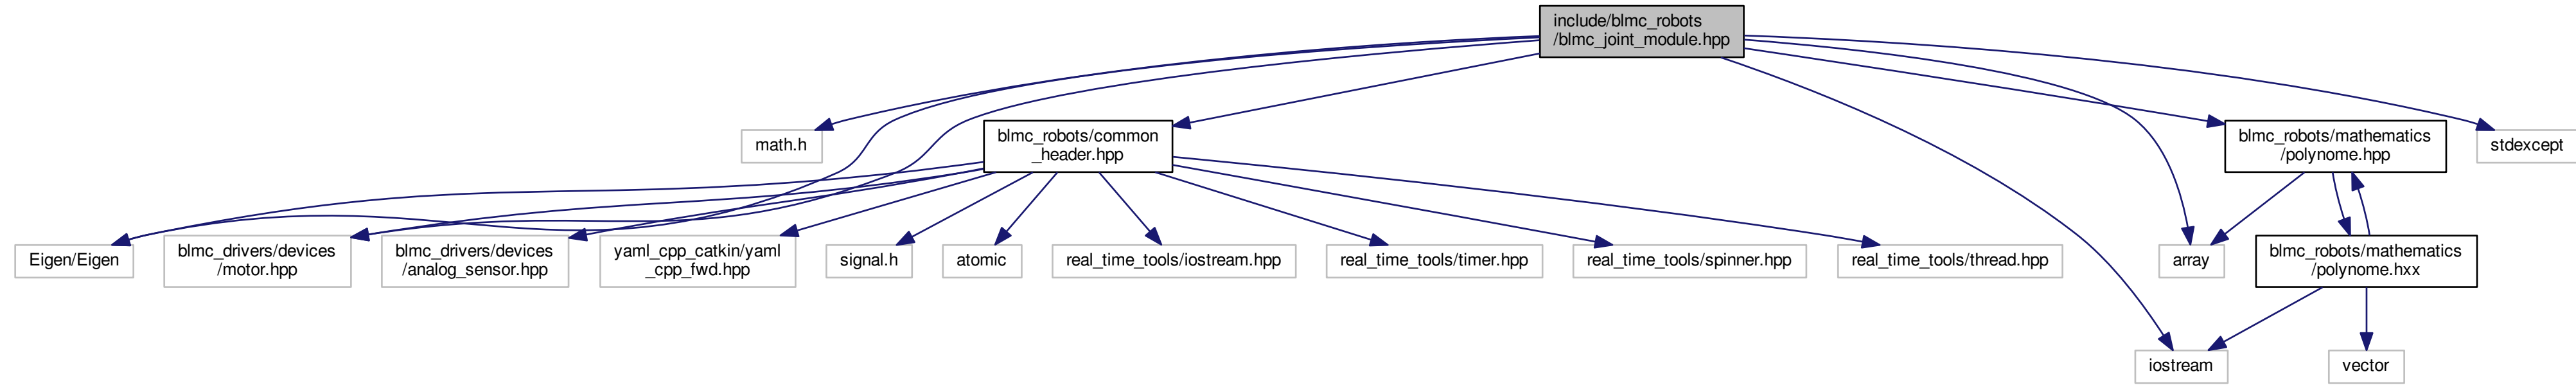 include/blmc_robots
/blmc_joint_module.hpp
math.h
blmc_robots/common
_header.hpp
blmc_robots/mathematics
/polynome.hpp
stdexcept
Eigen/Eigen
blmc_drivers/devices
/motor.hpp
blmc_drivers/devices
/analog_sensor.hpp
yaml_cpp_catkin/yaml
_cpp_fwd.hpp
signal.h
atomic
real_time_tools/iostream.hpp
real_time_tools/timer.hpp
real_time_tools/spinner.hpp
real_time_tools/thread.hpp
array
blmc_robots/mathematics
/polynome.hxx
iostream
vector